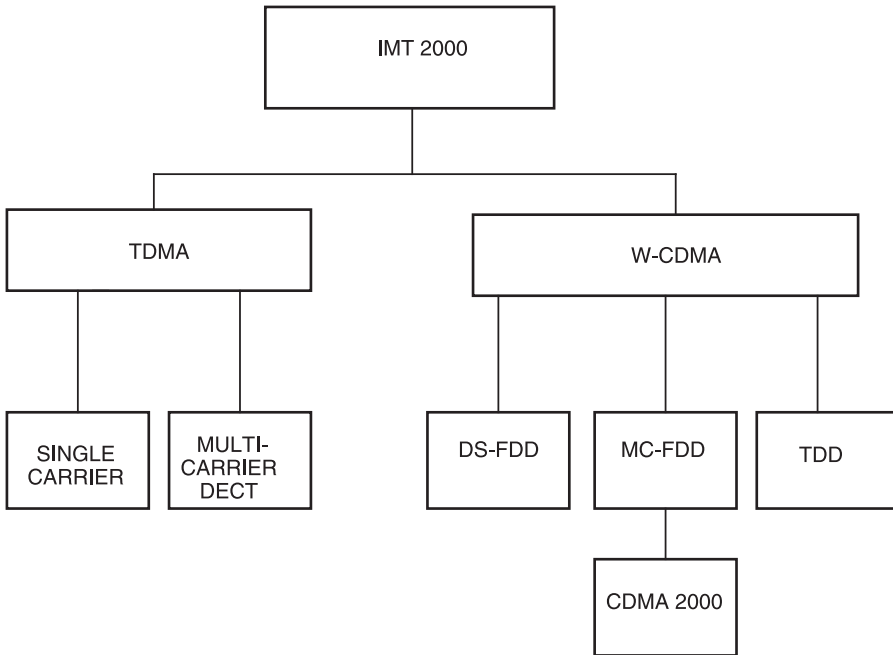 IMT 2000
TDMA
W-CDMA
SINGLE
CARRIER
MULTI-
CARRIER
DECT
DS-FDD
MC-FDD
TDD
CDMA 2000